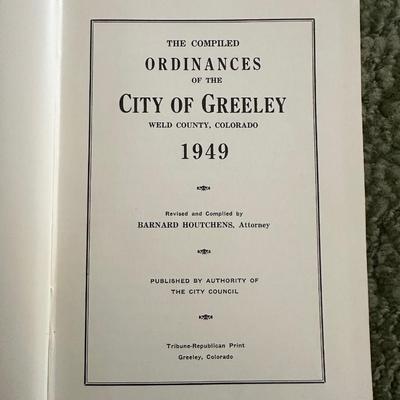 THE COMPILED
ORDINANCES
OF THE
CITY OF GREELEY
WELD COUNTY, COLORADO
1949
Revised and Compiled by
BARNARD HOUTCHENS, Attorney
PUBLISHED BY AUTHORITY OF
THE CITY COUNCIL
Tribune-Republican Print
Greeley, Colorado